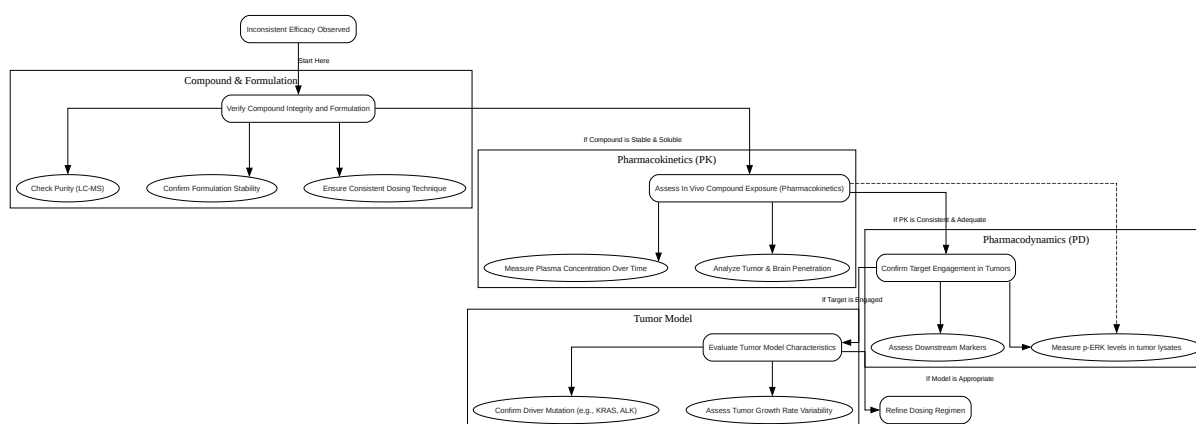 Inconsistent Efficacy Observed
Start Here
Compound & Formulation
Verify Compound Integrity and Formulation
If Compound is Stable & Soluble
Check Purity (LC-MS)
Confirm Formulation Stability
Ensure Consistent Dosing Technique
Pharmacokinetics (PK)
Assess In Vivo Compound Exposure (Pharmacokinetics)
If PK is Consistent & Adequate
Measure Plasma Concentration Over Time
Analyze Tumor & Brain Penetration
Pharmacodynamics (PD)
Confirm Target Engagement in Tumors
If Target is Engaged
Assess Downstream Markers
Measure p-ERK levels in tumor lysates
Tumor Model
Evaluate Tumor Model Characteristics
If Model is Appropriate
Confirm Driver Mutation (e.g., KRAS, ALK)
Assess Tumor Growth Rate Variability
Refine Dosing Regimen